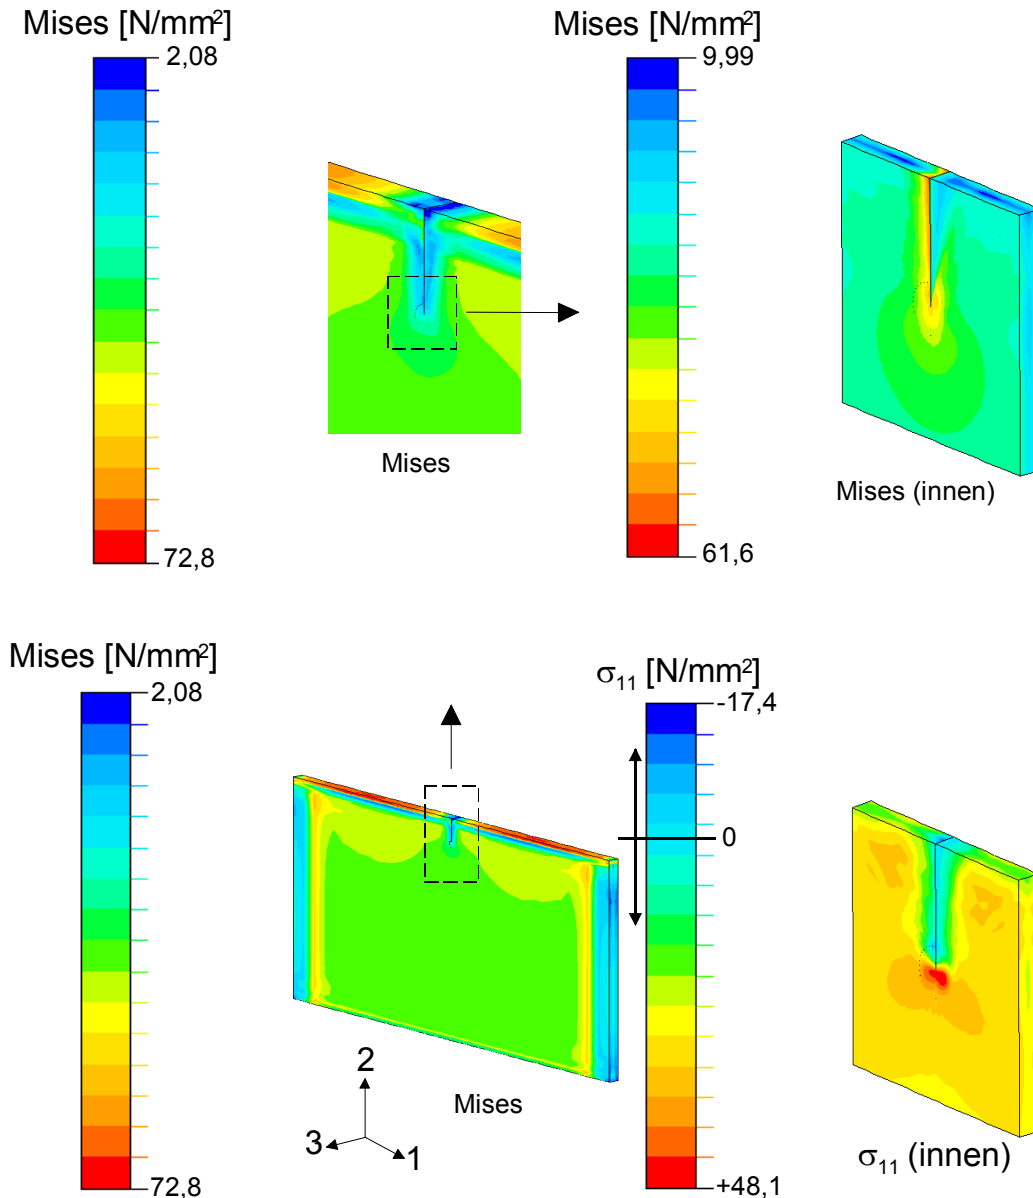 Mises [N/mm²]
2,08
72,8
Mises
Mises [N/mm²]
9,99
61,6
Mises (innen)
Mises [N/mm²]
2,08
72,8
2
3
1
Mises
σ₁₁ [N/mm²]
-17,4
0
+48,1
σ₁₁ (innen)